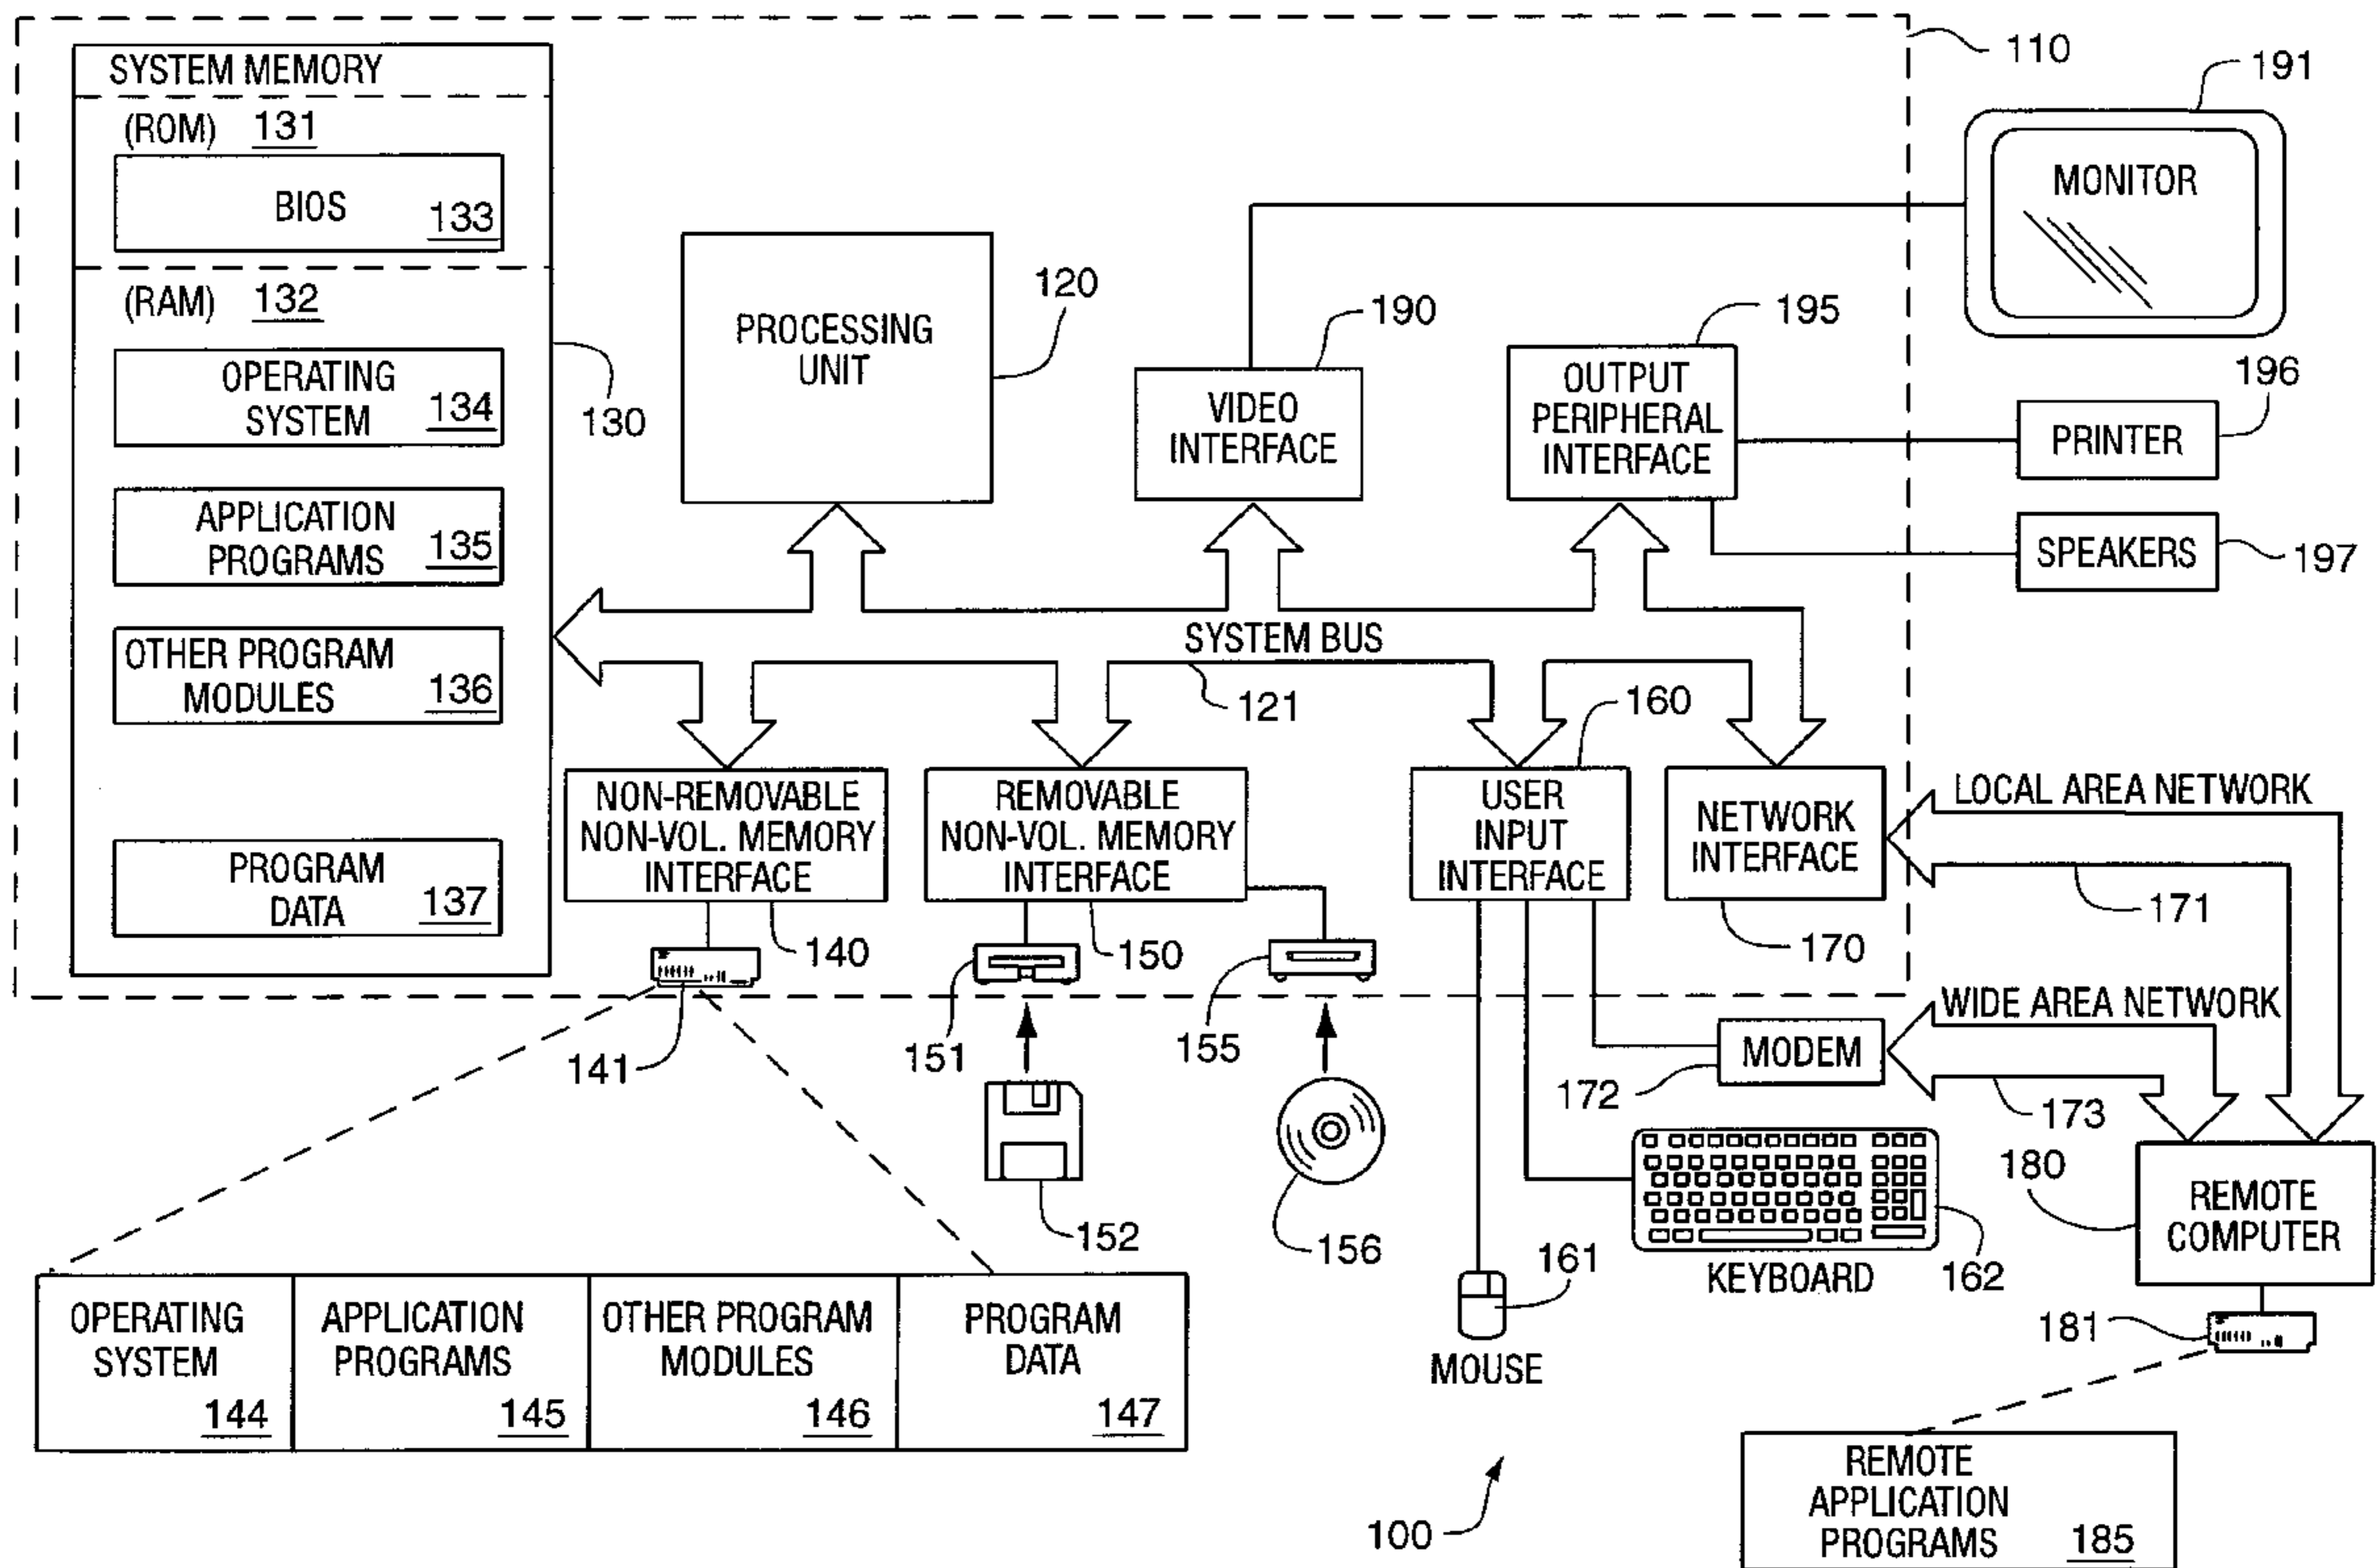 110
191
SYSTEM MEMORY
(ROM) 131
BIOS 133
(RAM) 132
OPERATING
SYSTEM 134
APPLICATION
PROGRAMS 135
OTHER PROGRAM
MODULES 136
PROGRAM
DATA 137
130
PROCESSING
UNIT
120
VIDEO
INTERFACE
190
OUTPUT
PERIPHERAL
INTERFACE
195
MONITOR
196
PRINTER
SPEAKERS
197
SYSTEM BUS
121
NON-REMOVABLE
NON-VOL. MEMORY
INTERFACE
140
REMOVABLE
NON-VOL. MEMORY
INTERFACE
150
160
USER
INPUT
INTERFACE
NETWORK
INTERFACE
170
LOCAL AREA NETWORK
171
141
151
155
152
156
WIDE AREA NETWORK
MODEM
172
173
180
REMOTE
COMPUTER
161
MOUSE
KEYBOARD
162
181
OPERATING
SYSTEM
144
APPLICATION
PROGRAMS
145
OTHER PROGRAM
MODULES
146
PROGRAM
DATA
147
100
REMOTE
APPLICATION
PROGRAMS 185